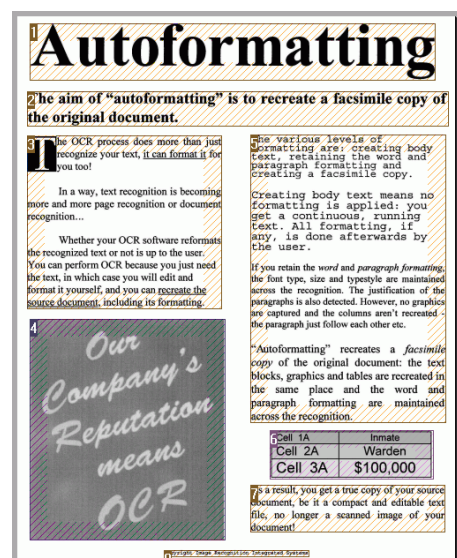 1
Autoformatting
2
The aim of “autoformatting” is to recreate a facsimile copy of
the original document.
3
The OCR process does more than just
recognize your text, it can format it for
you too!
In a way, text recognition is becoming
more and more page recognition or document
recognition...
Whether your OCR software reformats
the recognized text or not is up to the user.
You can perform OCR because you just need
the text, in which case you will edit and
format it yourself, and you can recreate the
source document, including its formatting.
4
Our
Company's
Reputation
means
OCR
5
The various levels of
formatting are: creating body
text, retaining the word and
paragraph formatting and
creating a facsimile copy.
Creating body text means no
formatting is applied: you
get a continuous, running
text. All formatting, if
any, is done afterwards by
the user.
If you retain the word and paragraph formatting,
the font type, size and typestyle are maintained
across the recognition. The justification of the
paragraphs is also detected. However, no graphics
are captured and the columns aren't recreated -
the paragraph just follow each other etc.
“Autoformatting” recreates a facsimile
copy of the original document: the text
blocks, graphics and tables are recreated in
the same place and the word and
paragraph formatting are maintained
across the recognition.
6
Cell 1A Inmate
Cell 2A Warden
Cell 3A $100,000
7
As a result, you get a true copy of your source
document, be it a compact and editable text
file, no longer a scanned image of your
document!
Copyright Image Recognition Integrated Systems